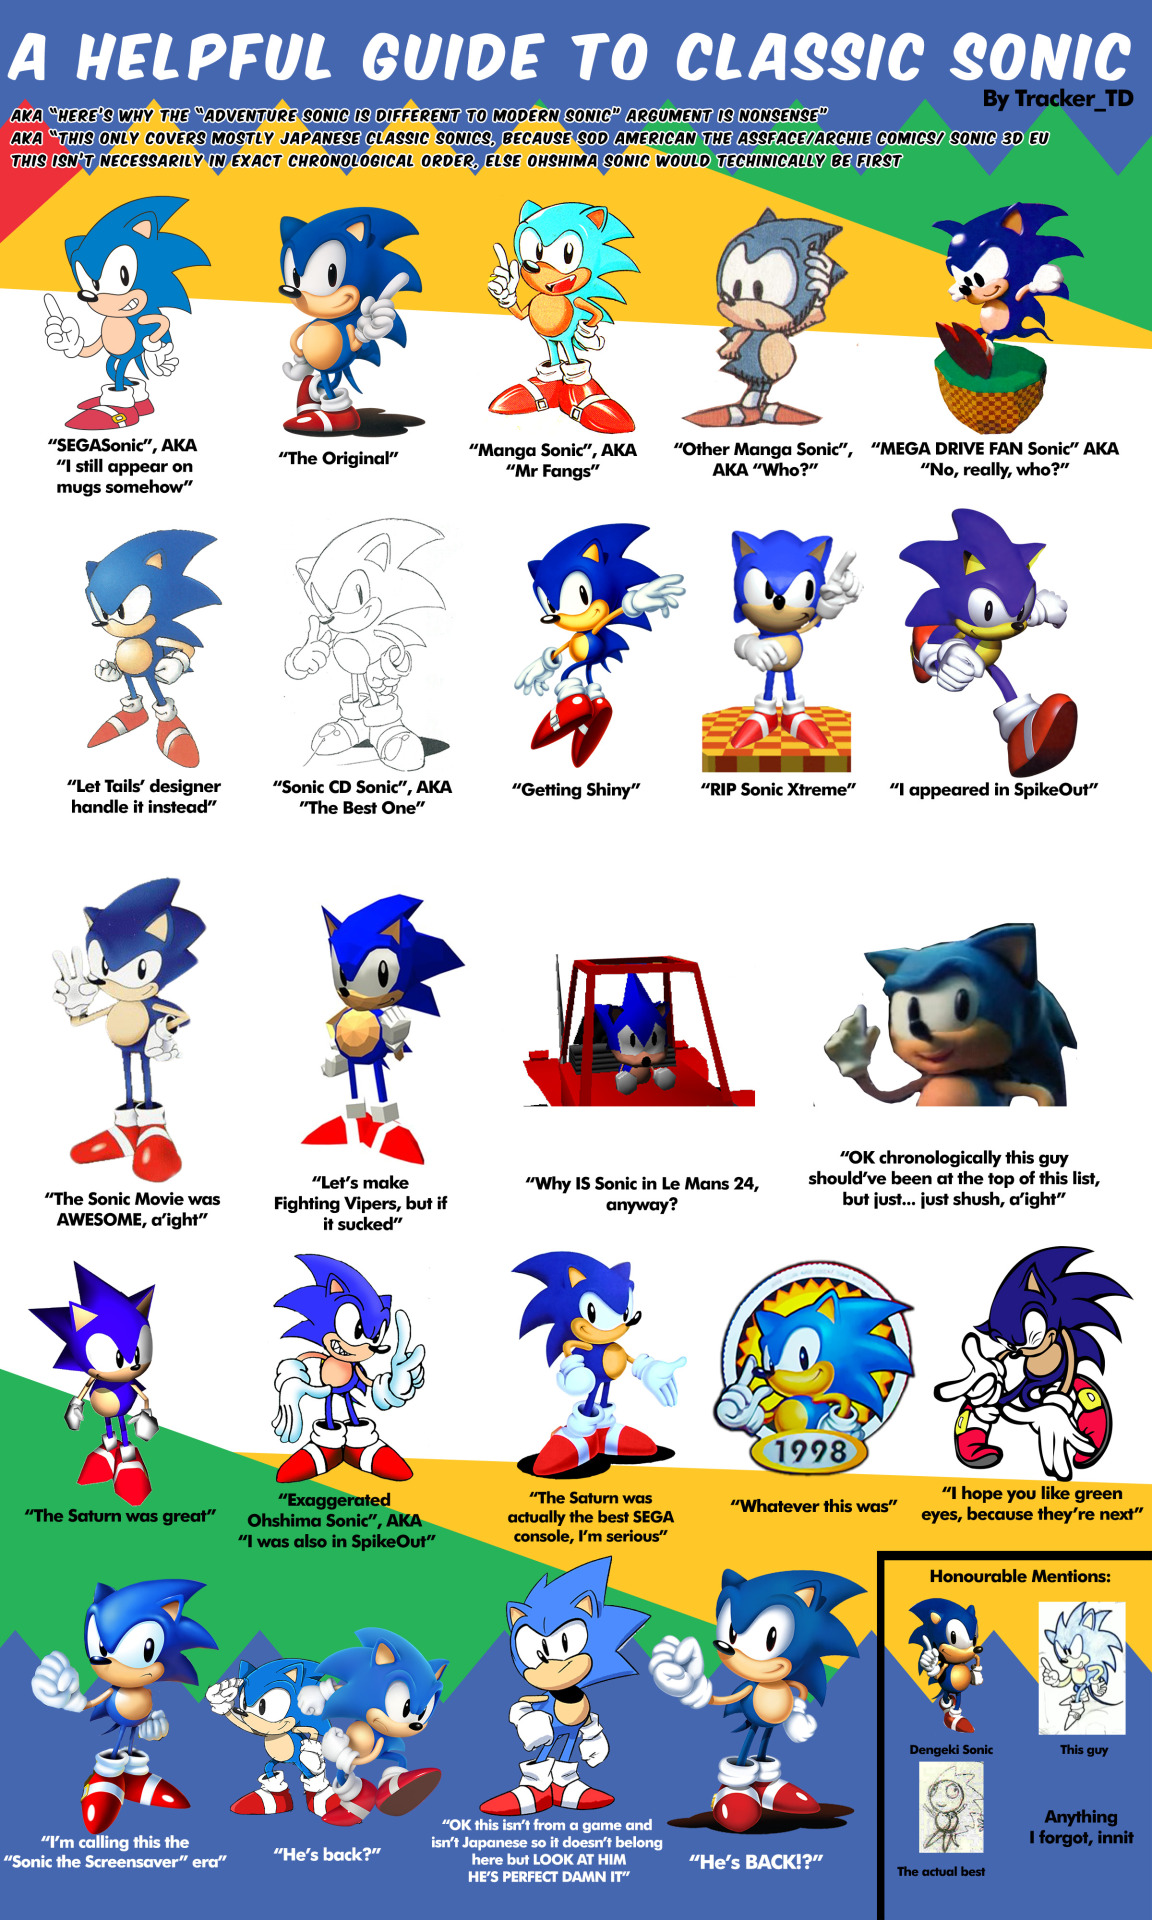 A HELPFUL GUIDE TO CLASSIC SONIC
By Tracker_TD
AKA "HERE'S WHY THE "ADVENTURE SONIC IS DIFFERENT TO MODERN SONIC" ARGUMENT IS NONSENSE"
AKA "THIS ONLY COVERS MOSTLY JAPANESE CLASSIC SONICS, BECAUSE SOD AMERICAN THE ASSFACE/ARCHIE COMICS/ SONIC 3D EU
THIS ISN'T NECESSARILY IN EXACT CHRONOLOGICAL ORDER, ELSE OHSHIMA SONIC WOULD TECHINICALLY BE FIRST
"SEGASonic", AKA
"I still appear on
mugs somehow"
"The Original"
"Manga Sonic", AKA
"Mr Fangs"
"Other Manga Sonic",
AKA "Who?"
"MEGA DRIVE FAN Sonic" AKA
"No, really, who?"
"Let Tails' designer
handle it instead"
"Sonic CD Sonic", AKA
"The Best One"
"Getting Shiny"
"RIP Sonic Xtreme"
"I appeared in SpikeOut"
"The Sonic Movie was
AWESOME, a'ight"
"Let's make
Fighting Vipers, but if
it sucked"
"Why IS Sonic in Le Mans 24,
anyway?
"OK chronologically this guy
should've been at the top of this list,
but just... just shush, a'ight"
"The Saturn was great"
"Exaggerated
Ohshima Sonic", AKA
"I was also in SpikeOut"
"The Saturn was
actually the best SEGA
console, I'm serious"
1998
"Whatever this was"
"I hope you like green
eyes, because they're next"
"I'm calling this the
"Sonic the Screensaver" era"
"He's back?"
"OK this isn't from a game and
isn't Japanese so it doesn't belong
here but LOOK AT HIM
HE'S PERFECT DAMN IT"
"He's BACK!?"
Honourable Mentions:
Dengeki Sonic
This guy
The actual best
Anything
I forgot, innit